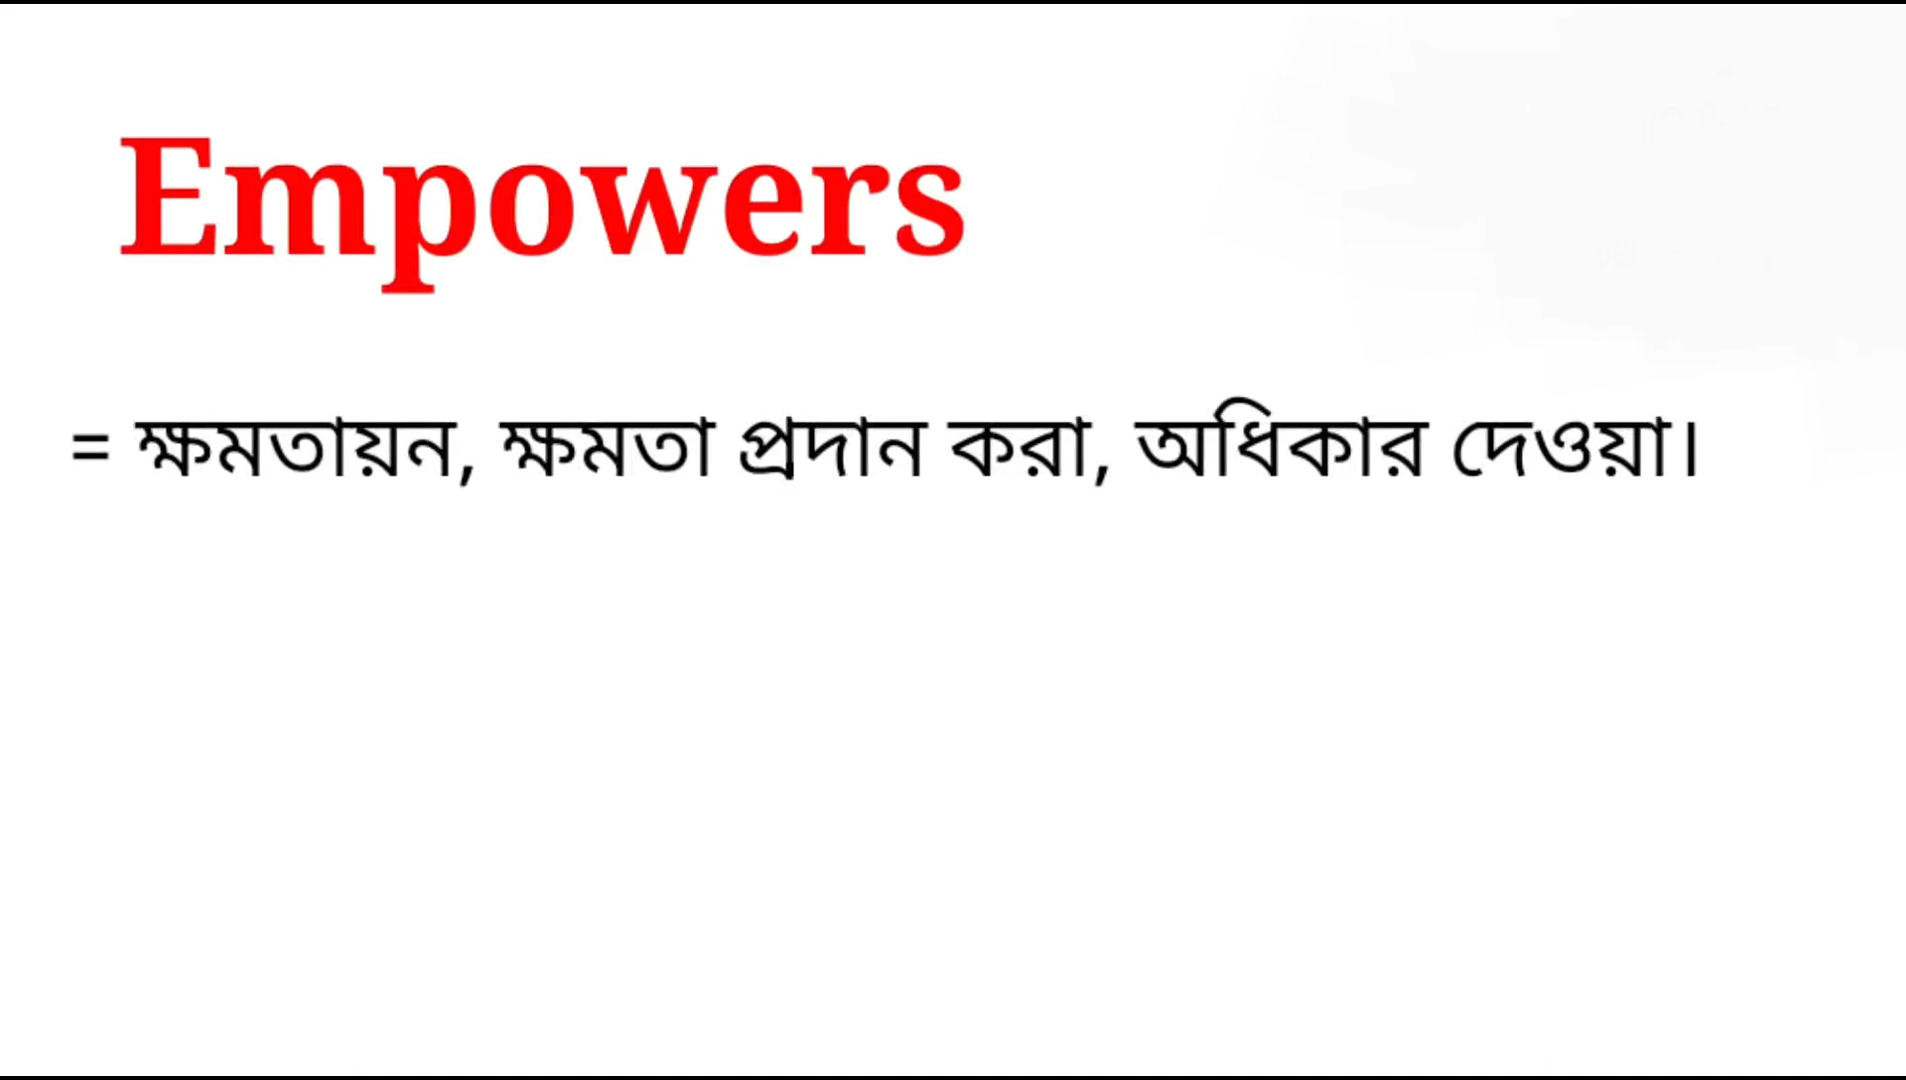 Empowers
= ক্ষমতায়ন, ক্ষমতা প্রদান করা, অধিকার দেওয়া।